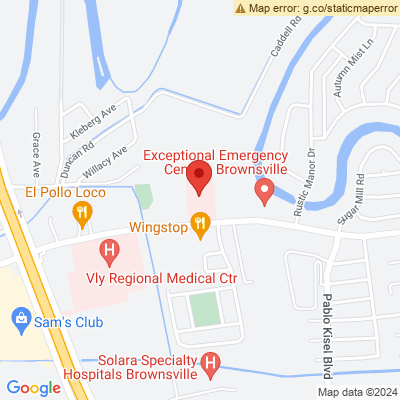 Map error: g.co/staticmaperror
Caddell Rd
Autumn Mist Ln
Kleberg Ave
Grace Ave
Duncan Rd
Willacy Ave
Exceptional Emergency
Center Brownsville
Rustic Manor Dr
Sugar Mill Rd
El Pollo Loco
Wingstop
Vly Regional Medical Ctr
Sam's Club
Pablo Kisel Blvd
Solara Specialty
Hospitals Brownsville
Google
Map data ©2024